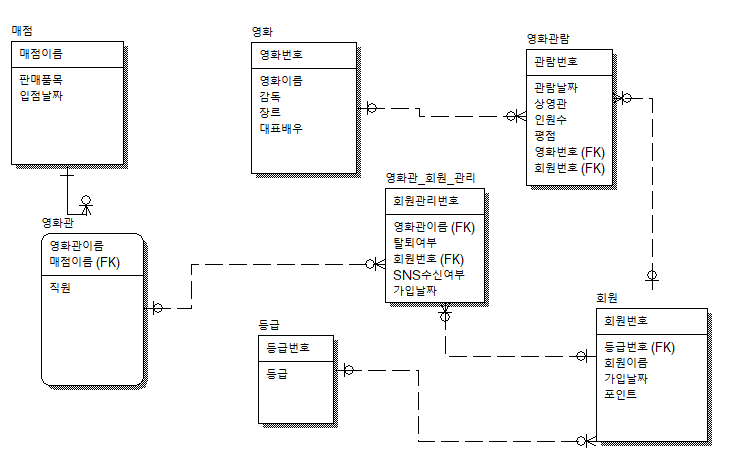 매점
매점이름
판매품목
입점날짜
영화
영화번호
영화이름
감독
장르
대표배우
영화관람
관람번호
관람날짜
상영관
인원수
평점
영화번호 (FK)
회원번호 (FK)
영화관_회원_관리
회원관리번호
영화관이름 (FK)
탈퇴여부
회원번호 (FK)
SNS수신여부
가입날짜
영화관
영화관이름
매점이름 (FK)
직원
등급
등급번호
등급
회원
회원번호
등급번호 (FK)
회원이름
가입날짜
포인트